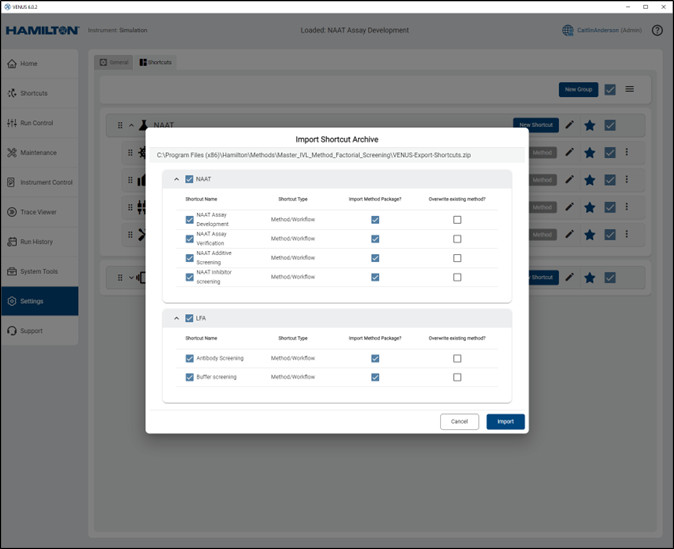 VENUS 6.0.2
HAMILTON
Instrument: Simulation
Loaded: NAAT Assay Development
CaitlinAnderson (Admin)
Home
Shortcuts
Run Control
Maintenance
Instrument Control
Trace Viewer
Run History
System Tools
Settings
Support
General
Shortcuts
New Group
NAAT
New Shortcut
Method
Method
Method
Method
Shortcut
Import Shortcut Archive
C:\Program Files (x86)\Hamilton\Methods\Master_IVL_Method_Factorial_Screening\VENUS-Export-Shortcuts.zip
NAAT
Shortcut Name Shortcut Type Import Method Package? Overwrite existing method?
NAAT Assay
Development
Method/Workflow
NAAT Assay
Verification
Method/Workflow
NAAT Additive
Screening
Method/Workflow
NAAT Inhibitor
screening
Method/Workflow
LFA
Shortcut Name Shortcut Type Import Method Package? Overwrite existing method?
Antibody Screening Method/Workflow
Buffer screening Method/Workflow
Cancel
Import